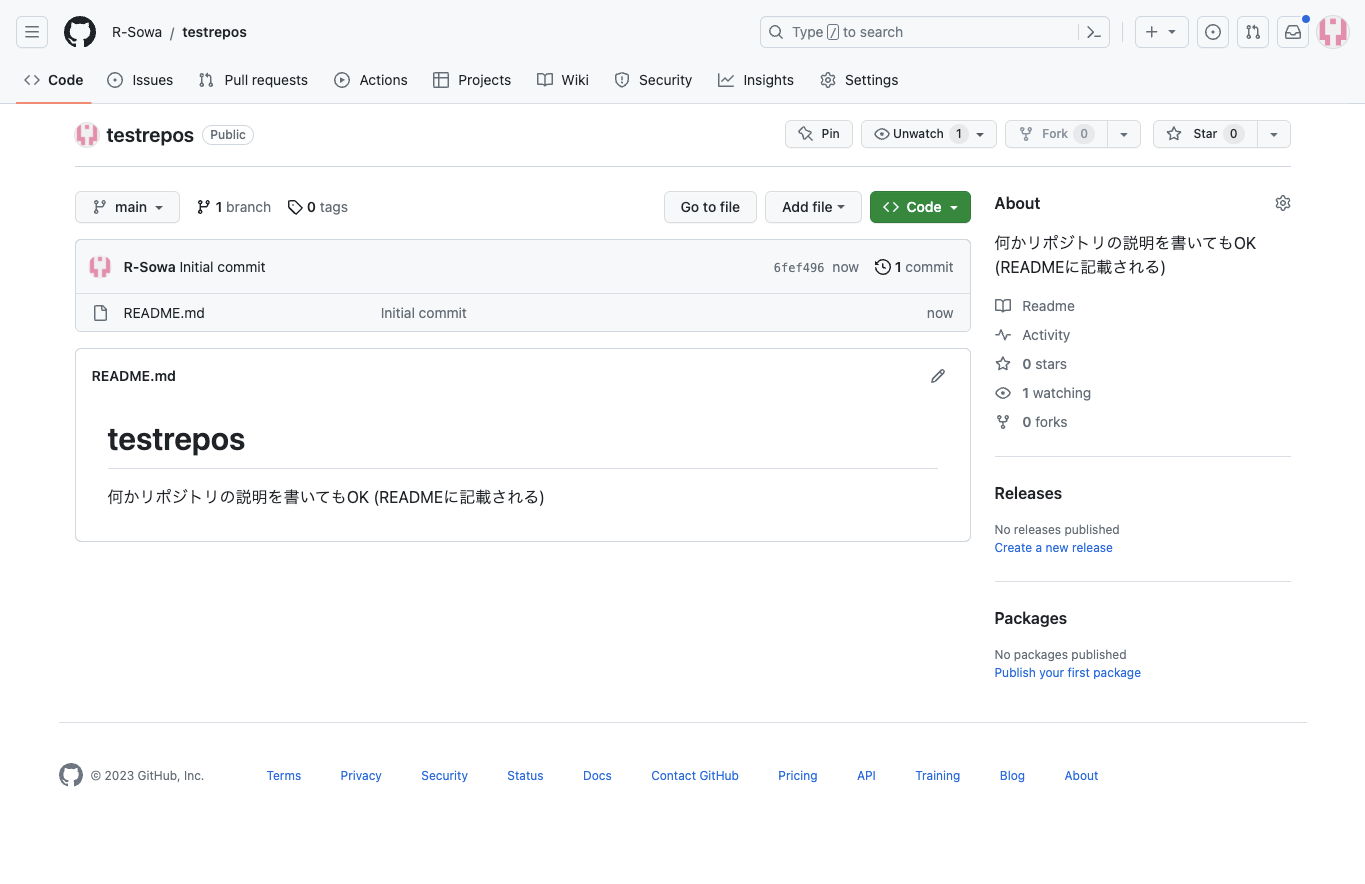 R-Sowa / testrepos
Type / to search
Code Issues Pull requests Actions Projects Wiki Security Insights Settings
testrepos Public
Pin Unwatch 1 Fork 0 Star 0
main 1 branch 0 tags
Go to file Add file Code
R-Sowa Initial commit 6fef496 now 1 commit
README.md Initial commit now
README.md
testrepos
何かリポジトリの説明を書いてもOK (READMEに記載される)
About
何かリポジトリの説明を書いてもOK
(READMEに記載される)
Readme
Activity
0 stars
1 watching
0 forks
Releases
No releases published
Create a new release
Packages
No packages published
Publish your first package
© 2023 GitHub, Inc. Terms Privacy Security Status Docs Contact GitHub Pricing API Training Blog About